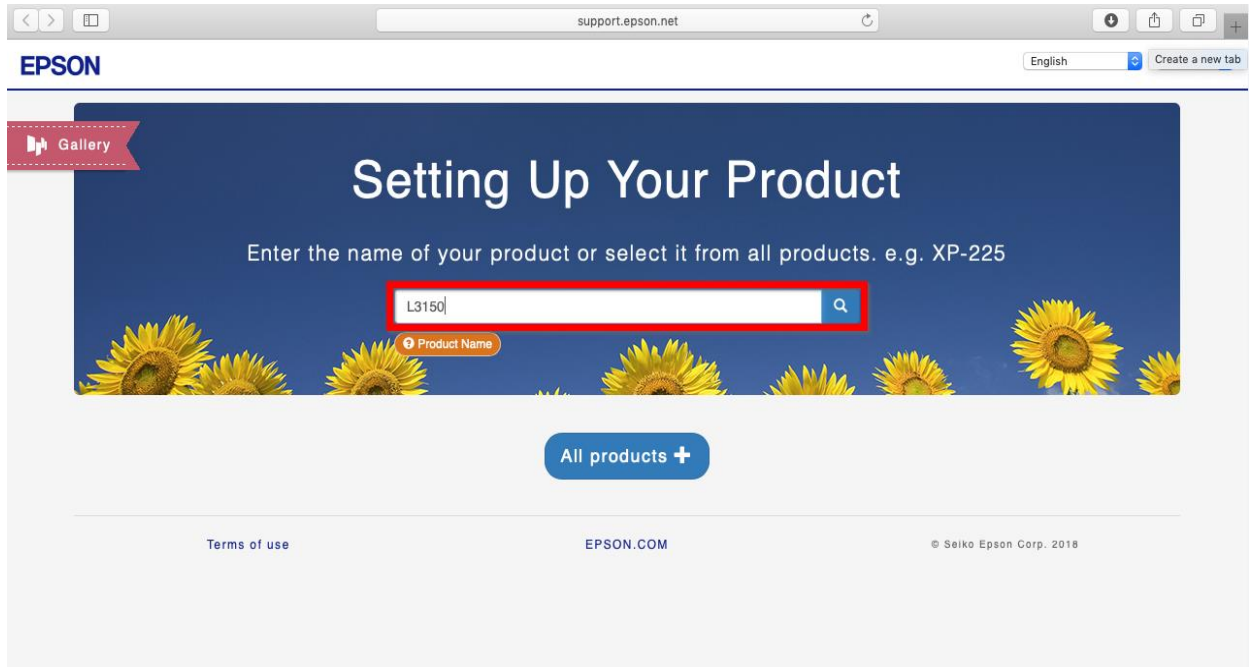 support.epson.net
EPSON
English
Create a new tab
Gallery
Setting Up Your Product
Enter the name of your product or select it from all products. e.g. XP-225
L3150
Product Name
All products
Terms of use
EPSON.COM
© Seiko Epson Corp. 2018